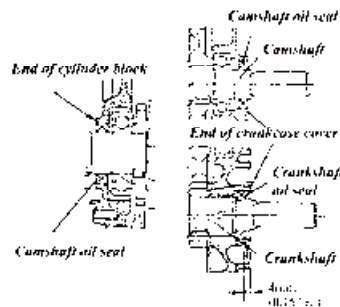 Camshaft oil seal
Camshaft
End of cylinder block
End of crankcase cover
Crankshaft
oil seal
Camshaft oil seal
Crankshaft